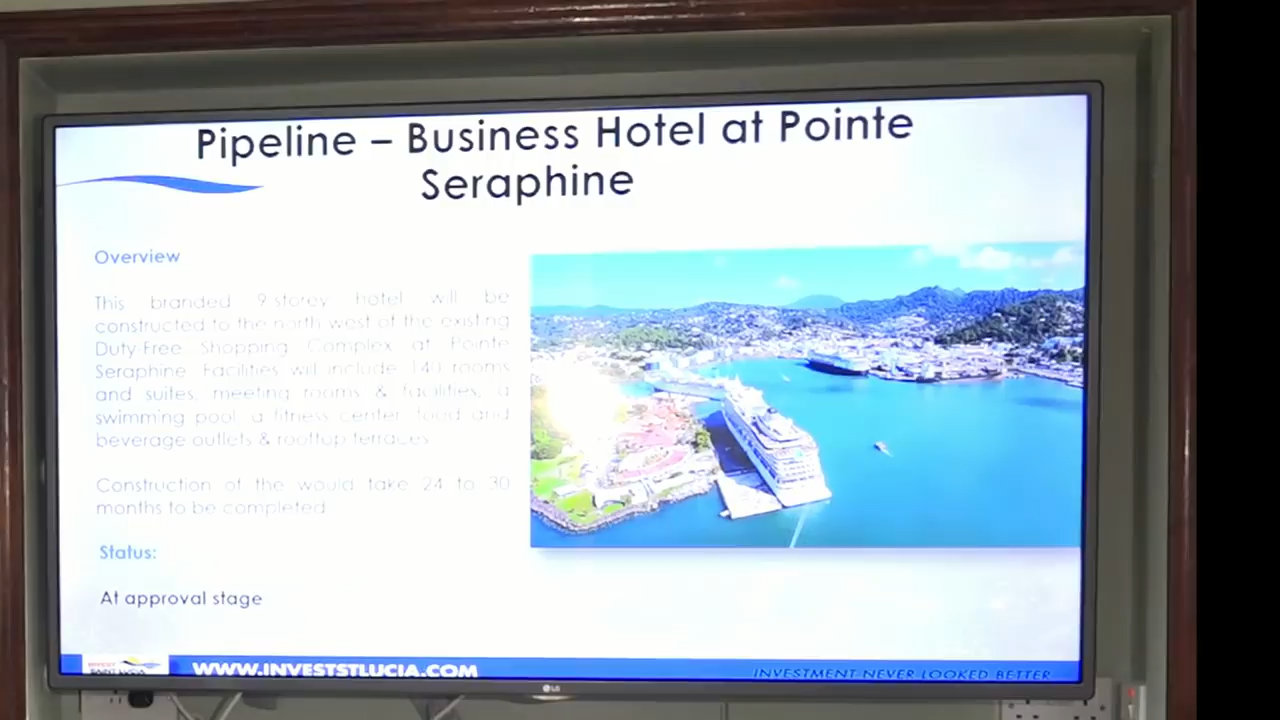 Pipeline – Business Hotel at Pointe
Seraphine
Overview
This branded 9 storey hotel will be
constructed to the north west of the existing
Duty-Free Shopping Complex at Pointe
Seraphine. Facilities will include 140 rooms
and suites, meeting rooms & facilities, a
swimming pool, a fitness center, food and
beverage outlets & rooftop terraces.
Construction of the would take 24 to 30
months to be completed
Status:
At approval stage
INVEST
SAINT LUCIA
WWW.INVESTSTLUCIA.COM
INVESTMENT NEVER LOOKED BETTER
LG